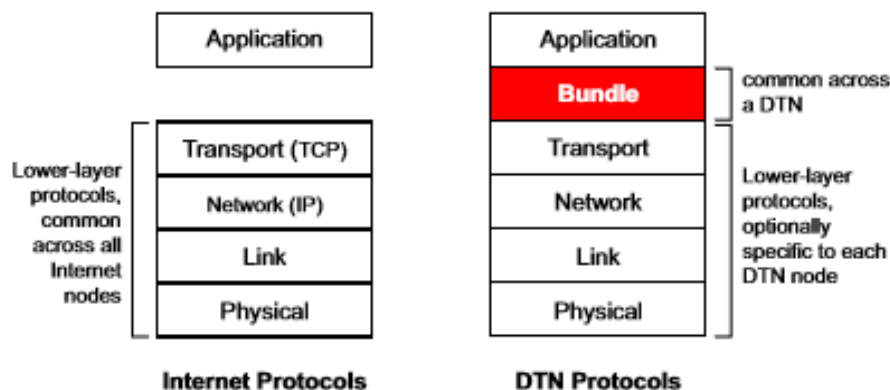 Application
Transport (TCP)
Network (IP)
Link
Physical
Lower-layer
protocols,
common
across all
Internet
nodes
Internet Protocols
Application
Bundle
Transport
Network
Link
Physical
common across
a DTN
Lower-layer
protocols,
optionally
specific to each
DTN node
DTN Protocols